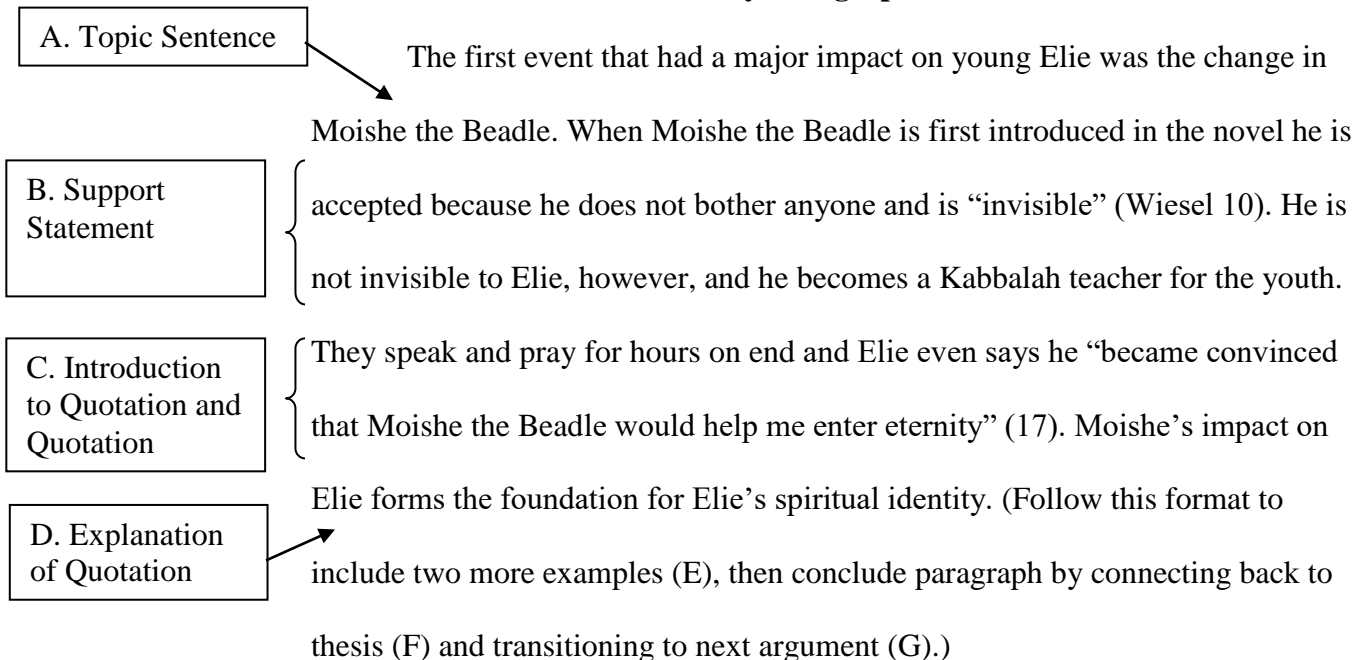 A. Topic Sentence
The first event that had a major impact on young Elie was the change in
Moishe the Beadle. When Moishe the Beadle is first introduced in the novel he is
B. Support
Statement
accepted because he does not bother anyone and is “invisible” (Wiesel 10). He is
not invisible to Elie, however, and he becomes a Kabbalah teacher for the youth.
C. Introduction
to Quotation and
Quotation
They speak and pray for hours on end and Elie even says he “became convinced
that Moishe the Beadle would help me enter eternity” (17). Moishe’s impact on
D. Explanation
of Quotation
Elie forms the foundation for Elie’s spiritual identity. (Follow this format to
include two more examples (E), then conclude paragraph by connecting back to
thesis (F) and transitioning to next argument (G).)